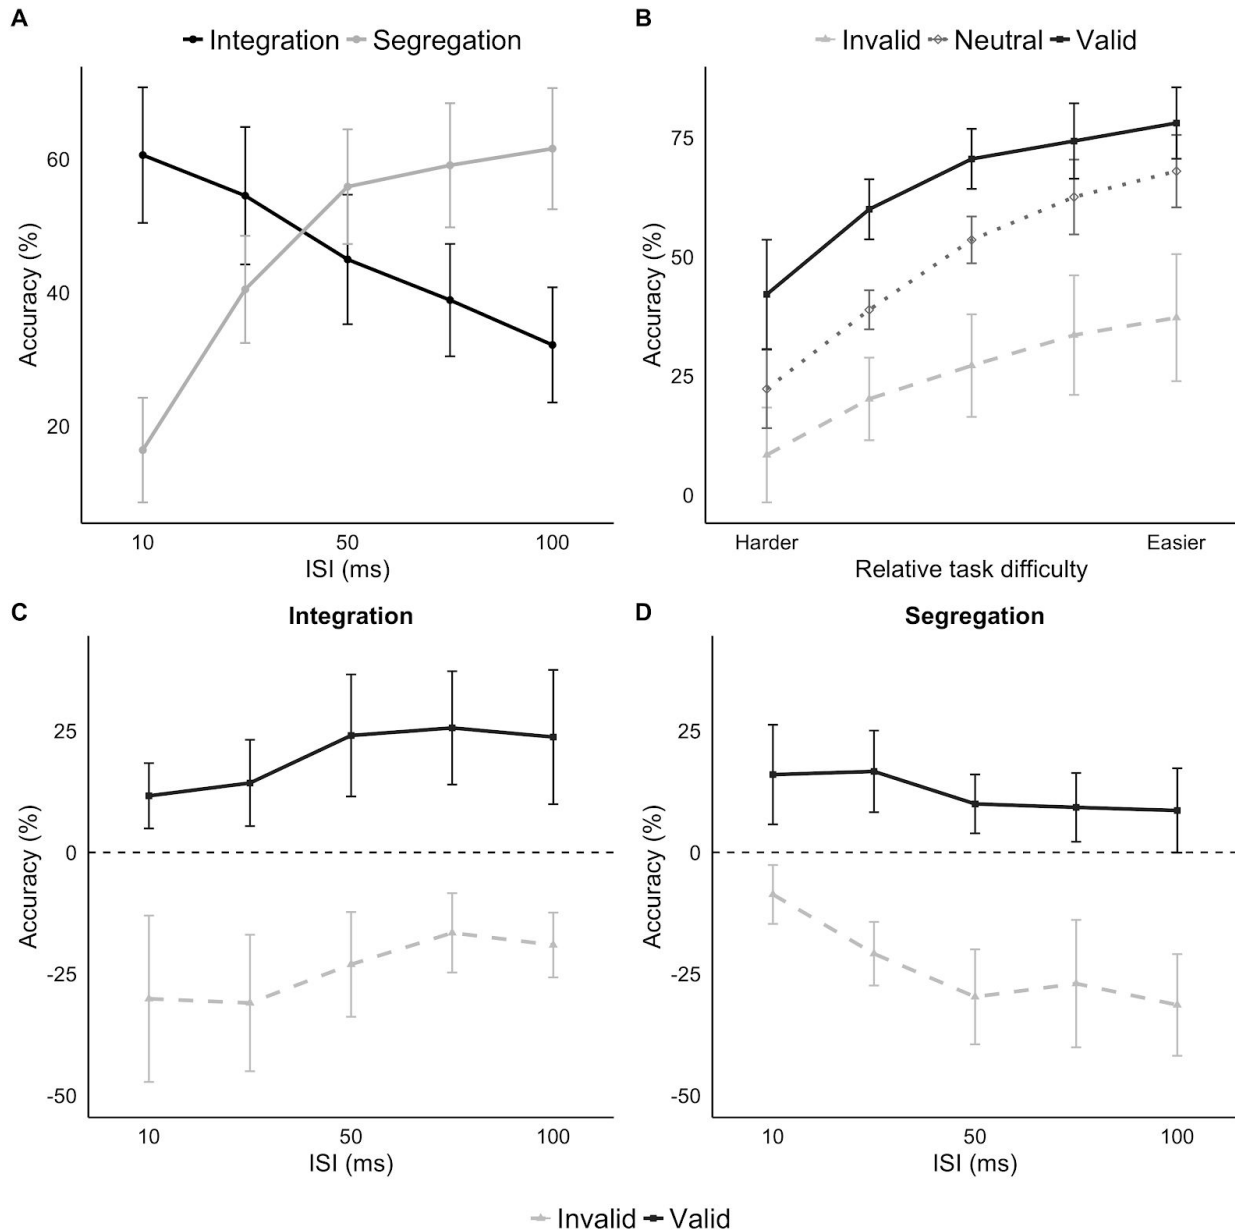 A
Integration Segregation
Accuracy (%)
60
40
20
10 50 100
ISI (ms)
B
Invalid Neutral Valid
Accuracy (%)
75
50
25
0
Harder Easier
Relative task difficulty
C
Integration
Accuracy (%)
25
0
-25
-50
10 50 100
ISI (ms)
D
Segregation
Accuracy (%)
25
0
-25
-50
10 50 100
ISI (ms)
Invalid Valid